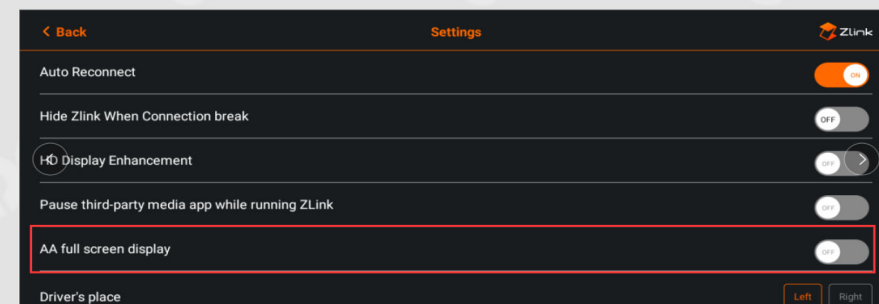 Back
Settings
Zlink
Auto Reconnect
ON
Hide Zlink When Connection break
OFF
HD Display Enhancement
OFF
Pause third-party media app while running ZLink
OFF
AA full screen display
OFF
Driver's place
Left
Right